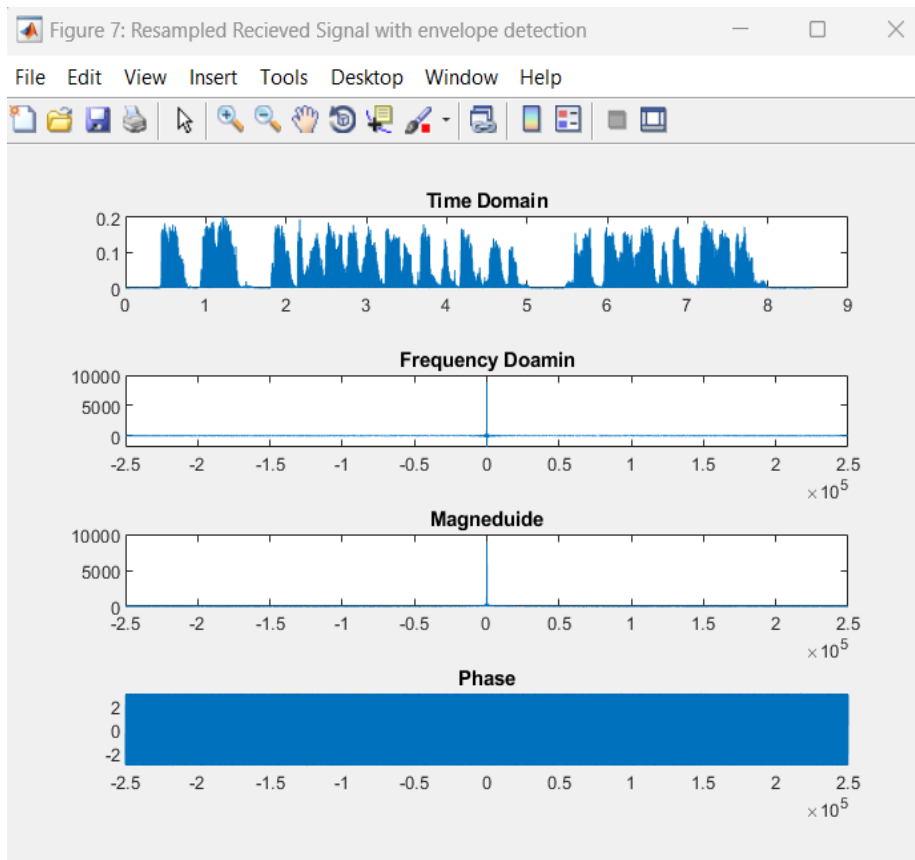 Figure 7: Resampled Recieved Signal with envelope detection
File Edit View Insert Tools Desktop Window Help
Time Domain
0.2
0.1
0
0 1 2 3 4 5 6 7 8 9
Frequency Doamin
10000
5000
0
-2.5 -2 -1.5 -1 -0.5 0 0.5 1 1.5 2 2.5
×10^5
Magneduide
10000
5000
0
-2.5 -2 -1.5 -1 -0.5 0 0.5 1 1.5 2 2.5
×10^5
Phase
2
0
-2
-2.5 -2 -1.5 -1 -0.5 0 0.5 1 1.5 2 2.5
×10^5